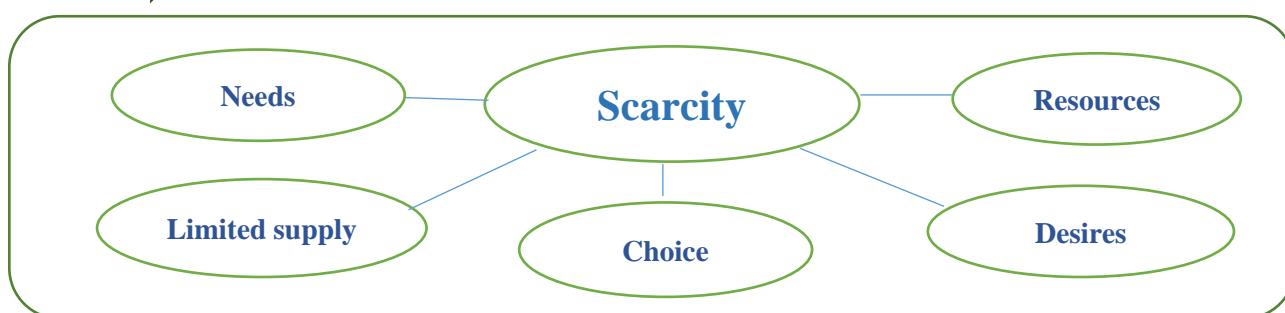 Needs
Scarcity
Resources
Limited supply
Choice
Desires